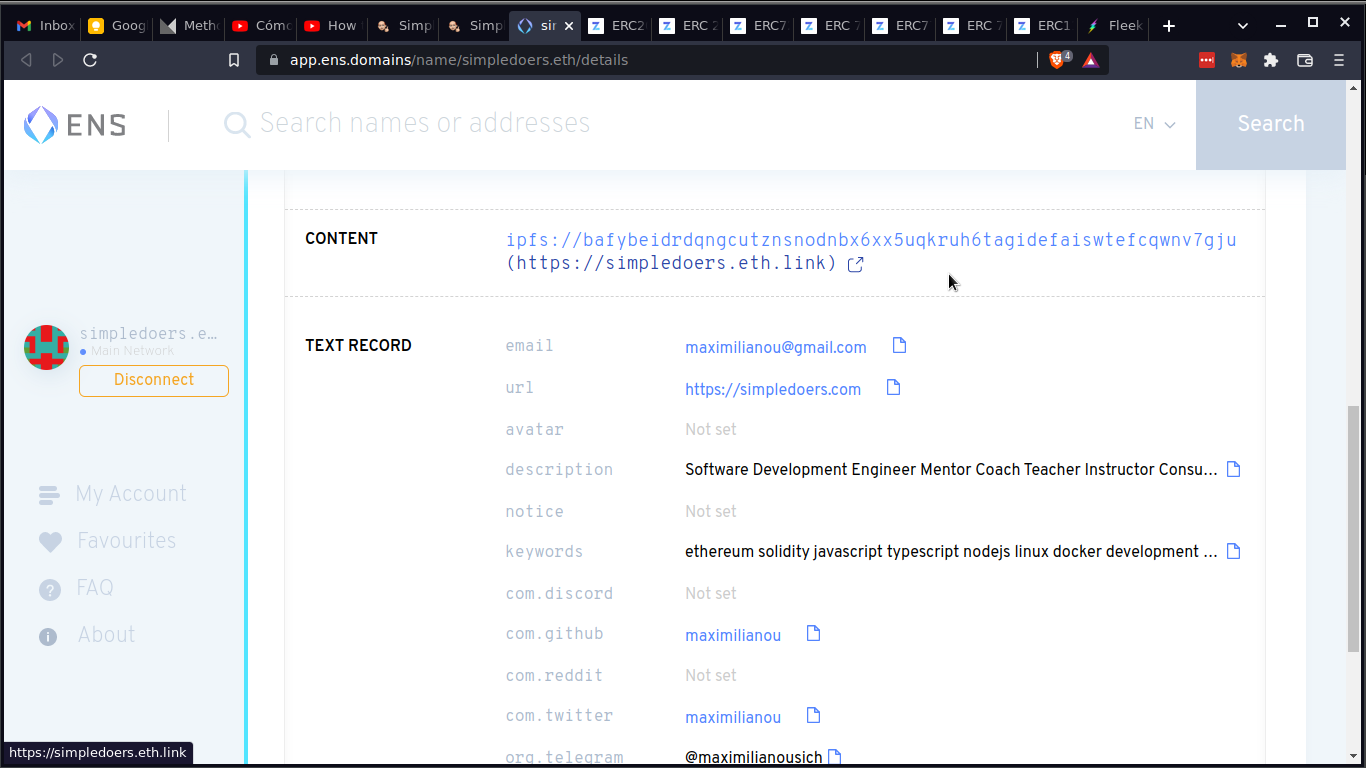 Inbox
Goog
Metho
Cómo
How
Simp
Simp
sim
ERC2
ERC 2
ERC7
ERC 7
ERC7
ERC 7
ERC1
Fleek
app.ens.domains/name/simpledoers.eth/details
4
ENS
Search names or addresses
EN
Search
CONTENT
ipfs://bafybeidrdqngcutznsnodnbx6xx5uqkruh6tagidefaiswtefcqwnv7gju
(https://simpledoers.eth.link)
simpledoers.e...
Main Network
Disconnect
My Account
Favourites
FAQ
About
TEXT RECORD
email maximilianou@gmail.com
url https://simpledoers.com
avatar Not set
description Software Development Engineer Mentor Coach Teacher Instructor Consu...
notice Not set
keywords ethereum solidity javascript typescript nodejs linux docker development ...
com.discord Not set
com.github maximilianou
com.reddit Not set
com.twitter maximilianou
org.telegram @maximilianousich
https://simpledoers.eth.link